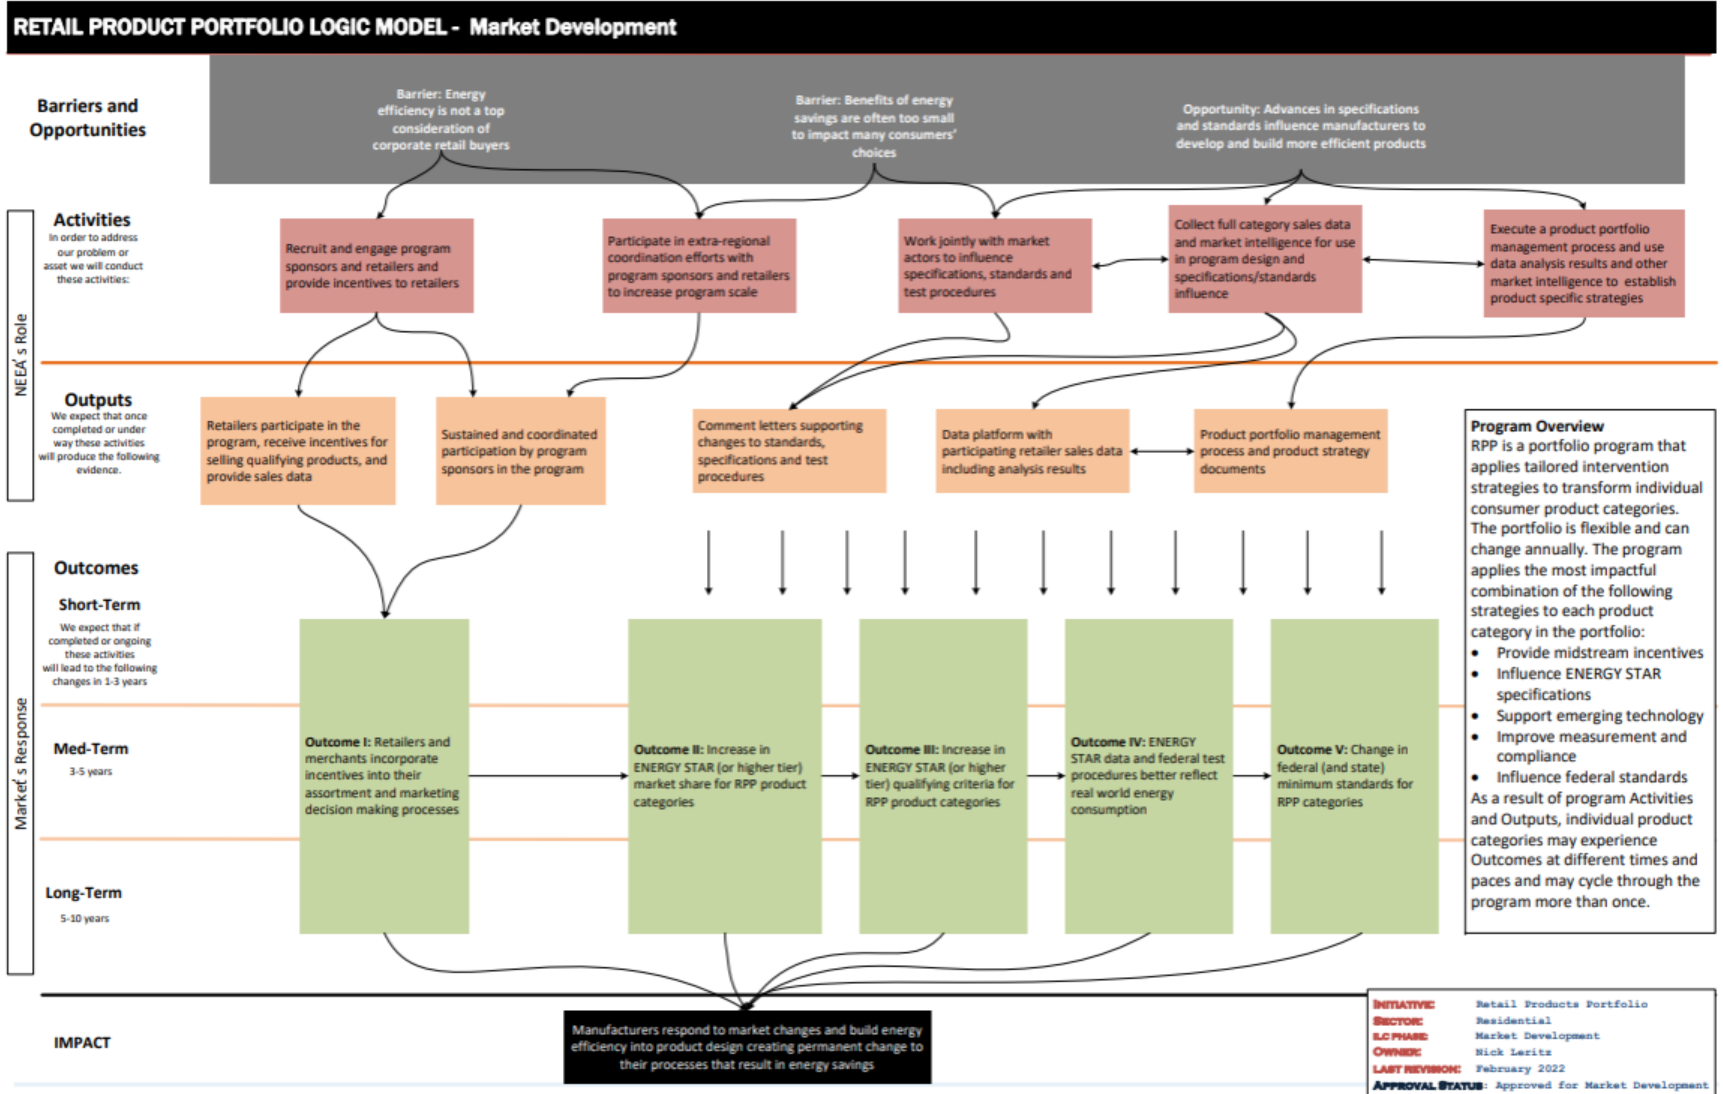 RETAIL PRODUCT PORTFOLIO LOGIC MODEL - Market Development
Barriers and
Opportunities
Barrier: Energy
efficiency is not a top
consideration of
corporate retail buyers
Barrier: Benefits of energy
savings are often too small
to impact many consumers'
choices
Opportunity: Advances in specifications
and standards influence manufacturers to
develop and build more efficient products
NEEA's Role
Activities
In order to address
our problem or
asset we will conduct
these activities:
Recruit and engage program
sponsors and retailers and
provide incentives to retailers
Participate in extra-regional
coordination efforts with
program sponsors and retailers
to increase program scale
Work jointly with market
actors to influence
specifications, standards and
test procedures
Collect full category sales data
and market intelligence for use
in program design and
specifications/standards
influence
Execute a product portfolio
management process and use
data analysis results and other
market intelligence to establish
product specific strategies
Outputs
We expect that once
completed or under
way these activities
will produce the following
evidence.
Retailers participate in the
program, receive incentives for
selling qualifying products, and
provide sales data
Sustained and coordinated
participation by program
sponsors in the program
Comment letters supporting
changes to standards,
specifications and test
procedures
Data platform with
participating retailer sales data
including analysis results
Product portfolio management
process and product strategy
documents
Market's Response
Outcomes
Short-Term
We expect that if
completed or ongoing
these activities
will lead to the following
changes in 1-3 years
Med-Term
3-5 years
Long-Term
5-10 years
Outcome I: Retailers and
merchants incorporate
incentives into their
assortment and marketing
decision making processes
Outcome II: Increase in
ENERGY STAR (or higher tier)
market share for RPP product
categories
Outcome III: Increase in
ENERGY STAR (or higher
tier) qualifying criteria for
RPP product categories
Outcome IV: ENERGY
STAR data and federal test
procedures better reflect
real world energy
consumption
Outcome V: Change in
federal (and state)
minimum standards for
RPP categories
Program Overview
RPP is a portfolio program that
applies tailored intervention
strategies to transform individual
consumer product categories.
The portfolio is flexible and can
change annually. The program
applies the most impactful
combination of the following
strategies to each product
category in the portfolio:
• Provide midstream incentives
• Influence ENERGY STAR
specifications
• Support emerging technology
• Improve measurement and
compliance
• Influence federal standards
As a result of program Activities
and Outputs, individual product
categories may experience
Outcomes at different times and
paces and may cycle through the
program more than once.
IMPACT
Manufacturers respond to market changes and build energy
efficiency into product design creating permanent change to
their processes that result in energy savings
INITIATIVE: Retail Products Portfolio
SECTOR: Residential
ILC PHASE: Market Development
OWNER: Nick Leritz
LAST REVISION: February 2022
APPROVAL STATUS: Approved for Market Development